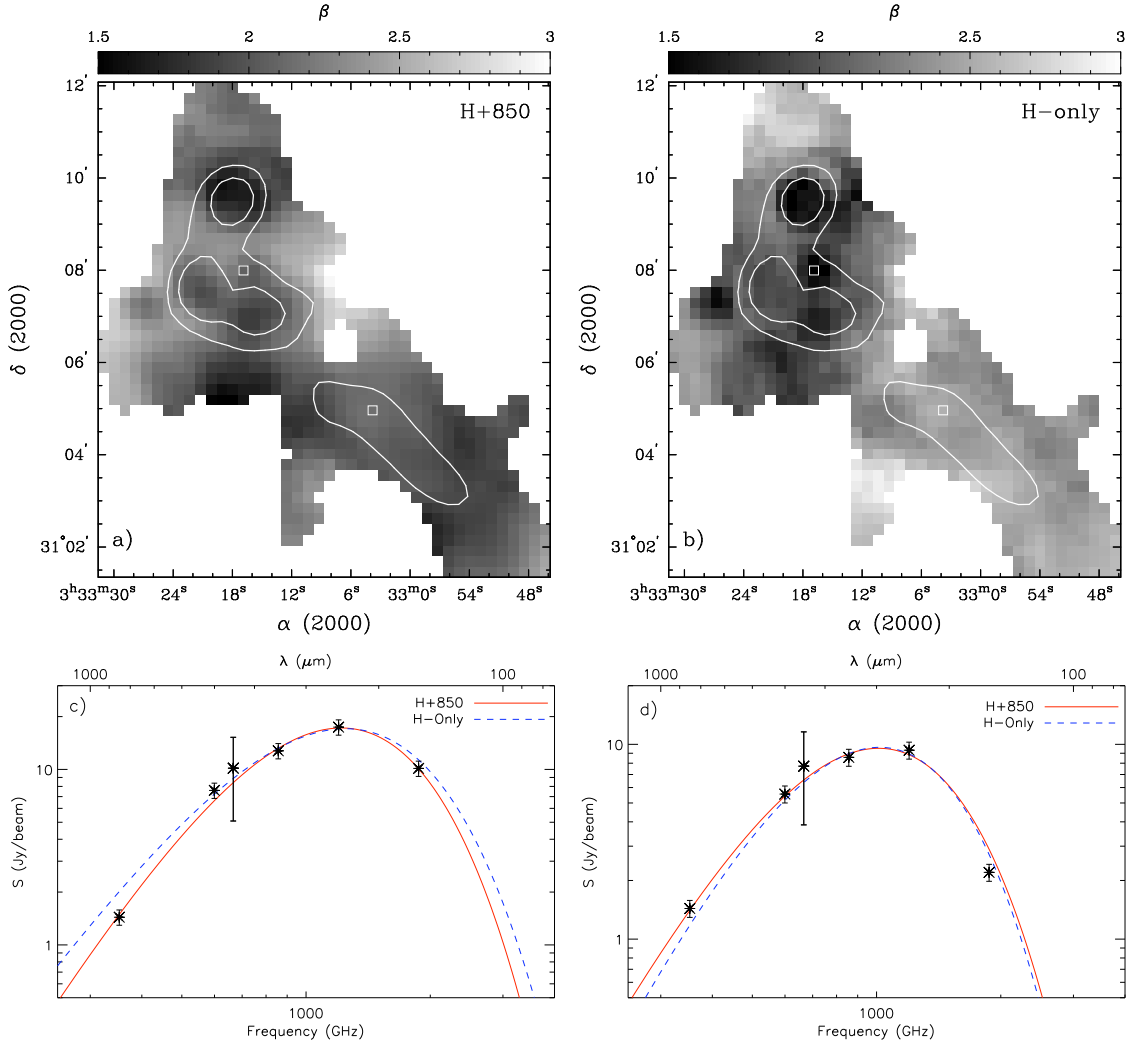 β
β
1.5 2 2.5 3
1.5 2 2.5 3
12′
10′
08′
06′
04′
31°02′
δ (2000)
H+850
a)
3ʰ33ᵐ30ˢ 24ˢ 18ˢ 12ˢ 33ᵐ0ˢ 54ˢ 48ˢ
α (2000)
12′
10′
08′
06′
04′
31°02′
δ (2000)
H−only
b)
3ʰ33ᵐ30ˢ 24ˢ 18ˢ 12ˢ 33ᵐ0ˢ 54ˢ 48ˢ
α (2000)
λ (μm)
1000 100
c)
H+850
H−Only
10
1
S (Jy/beam)
1000
Frequency (GHz)
λ (μm)
1000 100
d)
H+850
H−Only
10
1
S (Jy/beam)
1000
Frequency (GHz)